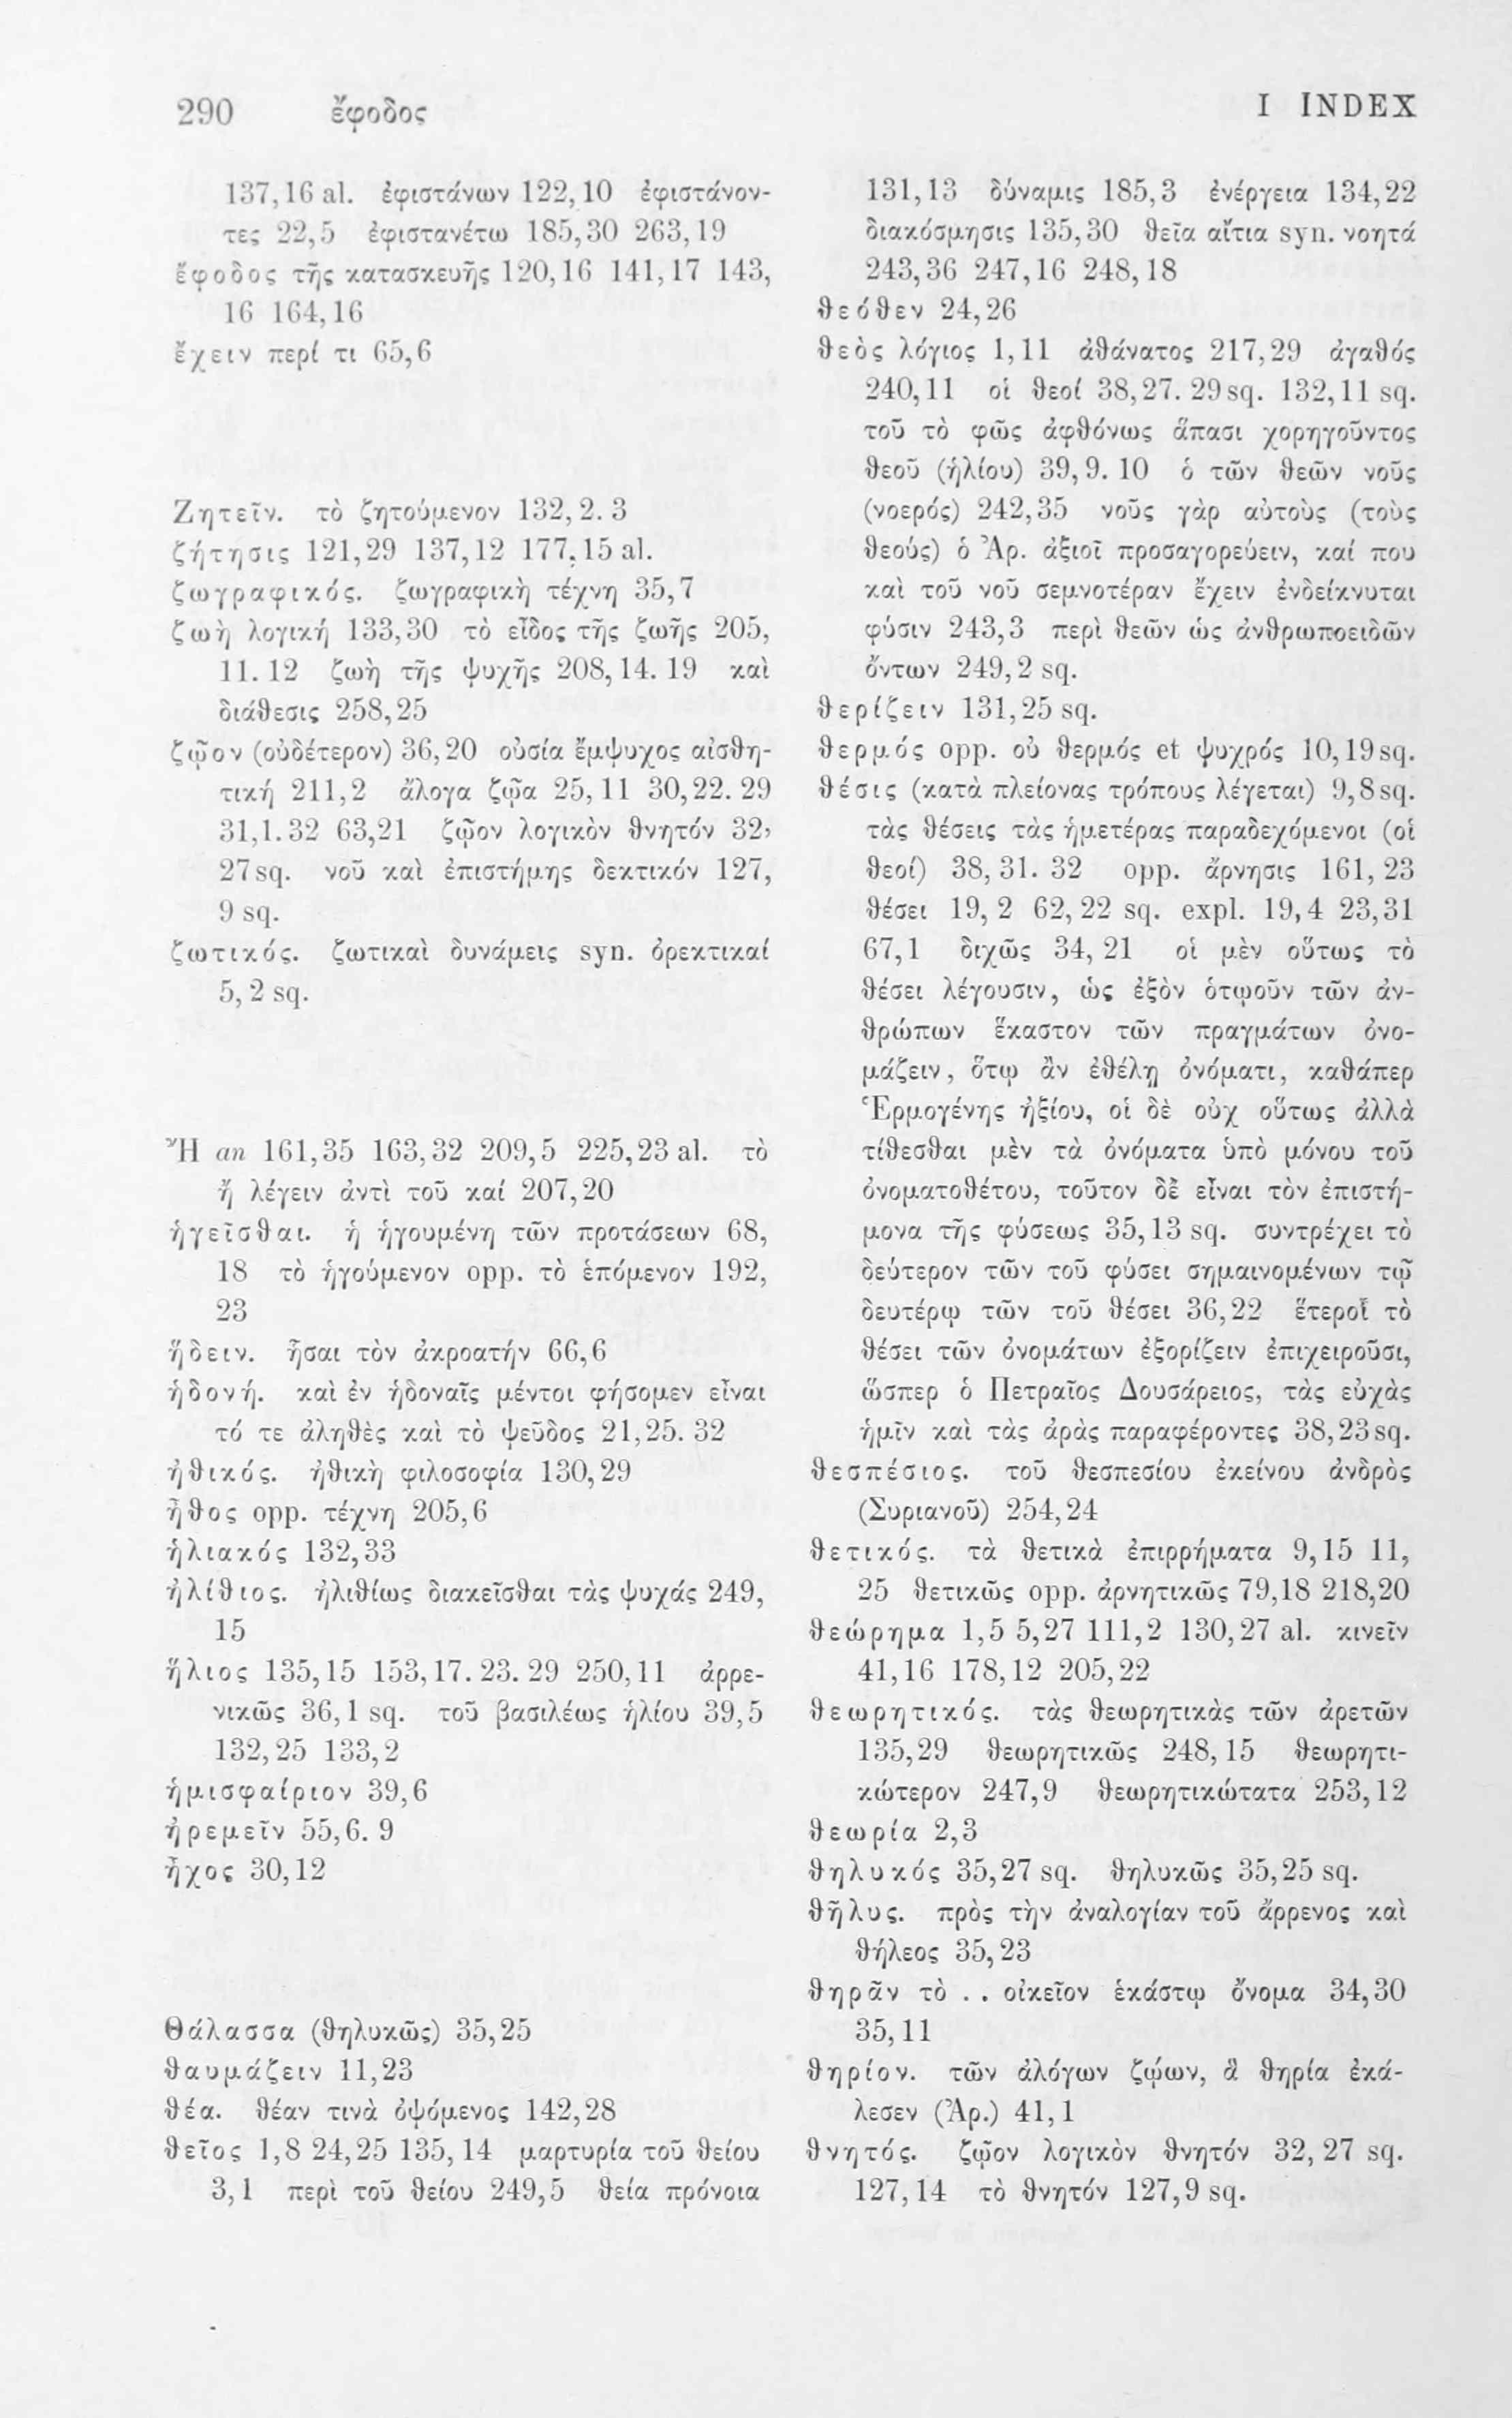 290 ἔφοδος I INDEX
137,16 al. ἐφιστάνων 122,10 ἐφιστάνον-
τες 22,5 ἐφιστανέτω 185,30 263,19
ἔφοδος τῆς κατασκευῆς 120,16 141,17 143,
16 164,16
ἔχειν περί τι 65,6
Ζητεῖν. τὸ ζητούμενον 132,2. 3
ζήτησις 121,29 137,12 177,15 al.
ζωγραφικός. ζωγραφικὴ τέχνη 35,7
ζωὴ λογική 133,30 τὸ εἶδος τῆς ζωῆς 205,
11. 12 ζωὴ τῆς ψυχῆς 208,14. 19 καὶ
διάθεσις 258,25
ζῷον (οὐδέτερον) 36,20 οὐσία ἔμψυχος αἰσθη-
τική 211,2 ἄλογα ζῷα 25,11 30,22. 29
31,1. 32 63,21 ζῷον λογικὸν θνητόν 32,
27 sq. νοῦ καὶ ἐπιστήμης δεκτικόν 127,
9 sq.
ζωτικός. ζωτικαὶ δυνάμεις syn. ὀρεκτικαί
5,2 sq.
Ἢ an 161,35 163,32 209,5 225,23 al. τὸ
ἤ λέγειν ἀντὶ τοῦ καί 207,20
ἡγεῖσθαι. ἡ ἡγουμένη τῶν προτάσεων 68,
18 τὸ ἡγούμενον opp. τὸ ἑπόμενον 192,
23
ἥδειν. ἦσαι τὸν ἀκροατήν 66,6
ἡδονή. καὶ ἐν ἡδοναῖς μέντοι φήσομεν εἶναι
τό τε ἀληθὲς καὶ τὸ ψεῦδος 21,25. 32
ἠθικός. ἠθικὴ φιλοσοφία 130,29
ἦθος opp. τέχνη 205,6
ἡλιακός 132,33
ἠλίθιος. ἠλιθίως διακεῖσθαι τὰς ψυχάς 249,
15
ἥλιος 135,15 153,17. 23. 29 250,11 ἀρρε-
νικῶς 36,1 sq. τοῦ βασιλέως ἡλίου 39,5
132,25 133,2
ἡμισφαίριον 39,6
ἠρεμεῖν 55,6. 9
ἦχος 30,12
Θάλασσα (θηλυκῶς) 35,25
θαυμάζειν 11,23
θέα. θέαν τινὰ ὀψόμενος 142,28
θεῖος 1,8 24,25 135,14 μαρτυρία τοῦ θείου
3,1 περὶ τοῦ θείου 249,5 θεία πρόνοια
131,13 δύναμις 185,3 ἐνέργεια 134,22
διακόσμησις 135,30 θεῖα αἴτια syn. νοητά
243,36 247,16 248,18
θεόθεν 24,26
θεὸς λόγιος 1,11 ἀθάνατος 217,29 ἀγαθός
240,11 οἱ θεοί 38,27. 29 sq. 132,11 sq.
τοῦ τὸ φῶς ἀφθόνως ἅπασι χορηγοῦντος
θεοῦ (ἡλίου) 39,9. 10 ὁ τῶν θεῶν νοῦς
(νοερός) 242,35 νοῦς γὰρ αὐτοὺς (τοὺς
θεούς) ὁ Ἀρ. ἀξιοῖ προσαγορεύειν, καί που
καὶ τοῦ νοῦ σεμνοτέραν ἔχειν ἐνδείκνυται
φύσιν 243,3 περὶ θεῶν ὡς ἀνθρωποειδῶν
ὄντων 249,2 sq.
θερίζειν 131,25 sq.
θερμός opp. οὐ θερμός et ψυχρός 10,19 sq.
θέσις (κατὰ πλείονας τρόπους λέγεται) 9,8 sq.
τὰς θέσεις τὰς ἡμετέρας παραδεχόμενοι (οἱ
θεοί) 38,31. 32 opp. ἄρνησις 161,23
θέσει 19,2 62,22 sq. expl. 19,4 23,31
67,1 διχῶς 34,21 οἱ μὲν οὕτως τὸ
θέσει λέγουσιν, ὡς ἐξὸν ὁτῳοῦν τῶν ἀν-
θρώπων ἕκαστον τῶν πραγμάτων ὀνο-
μάζειν, ὅτῳ ἂν ἐθέλῃ ὀνόματι, καθάπερ
Ἑρμογένης ἠξίου, οἱ δὲ οὐχ οὕτως ἀλλὰ
τίθεσθαι μὲν τὰ ὀνόματα ὑπὸ μόνου τοῦ
ὀνοματοθέτου, τοῦτον δὲ εἶναι τὸν ἐπιστή-
μονα τῆς φύσεως 35,13 sq. συντρέχει τὸ
δεύτερον τῶν τοῦ φύσει σημαινομένων τῷ
δευτέρῳ τῶν τοῦ θέσει 36,22 ἕτεροι τὸ
θέσει τῶν ὀνομάτων ἐξορίζειν ἐπιχειροῦσι,
ὥσπερ ὁ Πετραῖος Δουσάρειος, τὰς εὐχὰς
ἡμῖν καὶ τὰς ἀρὰς παραφέροντες 38,23 sq.
θεσπέσιος. τοῦ θεσπεσίου ἐκείνου ἀνδρὸς
(Συριανοῦ) 254,24
θετικός. τὰ θετικὰ ἐπιρρήματα 9,15 11,
25 θετικῶς opp. ἀρνητικῶς 79,18 218,20
θεώρημα 1,5 5,27 111,2 130,27 al. κινεῖν
41,16 178,12 205,22
θεωρητικός. τὰς θεωρητικὰς τῶν ἀρετῶν
135,29 θεωρητικῶς 248,15 θεωρητι-
κώτερον 247,9 θεωρητικώτατα 253,12
θεωρία 2,3
θηλυκός 35,27 sq. θηλυκῶς 35,25 sq.
θῆλυς. πρὸς τὴν ἀναλογίαν τοῦ ἄρρενος καὶ
θήλεος 35,23
θηρᾶν τὸ . . οἰκεῖον ἑκάστῳ ὄνομα 34,30
35,11
θηρίον. τῶν ἀλόγων ζῴων, ἃ θηρία ἐκά-
λεσεν (Ἀρ.) 41,1
θνητός. ζῷον λογικὸν θνητόν 32,27 sq.
127,14 τὸ θνητόν 127,9 sq.